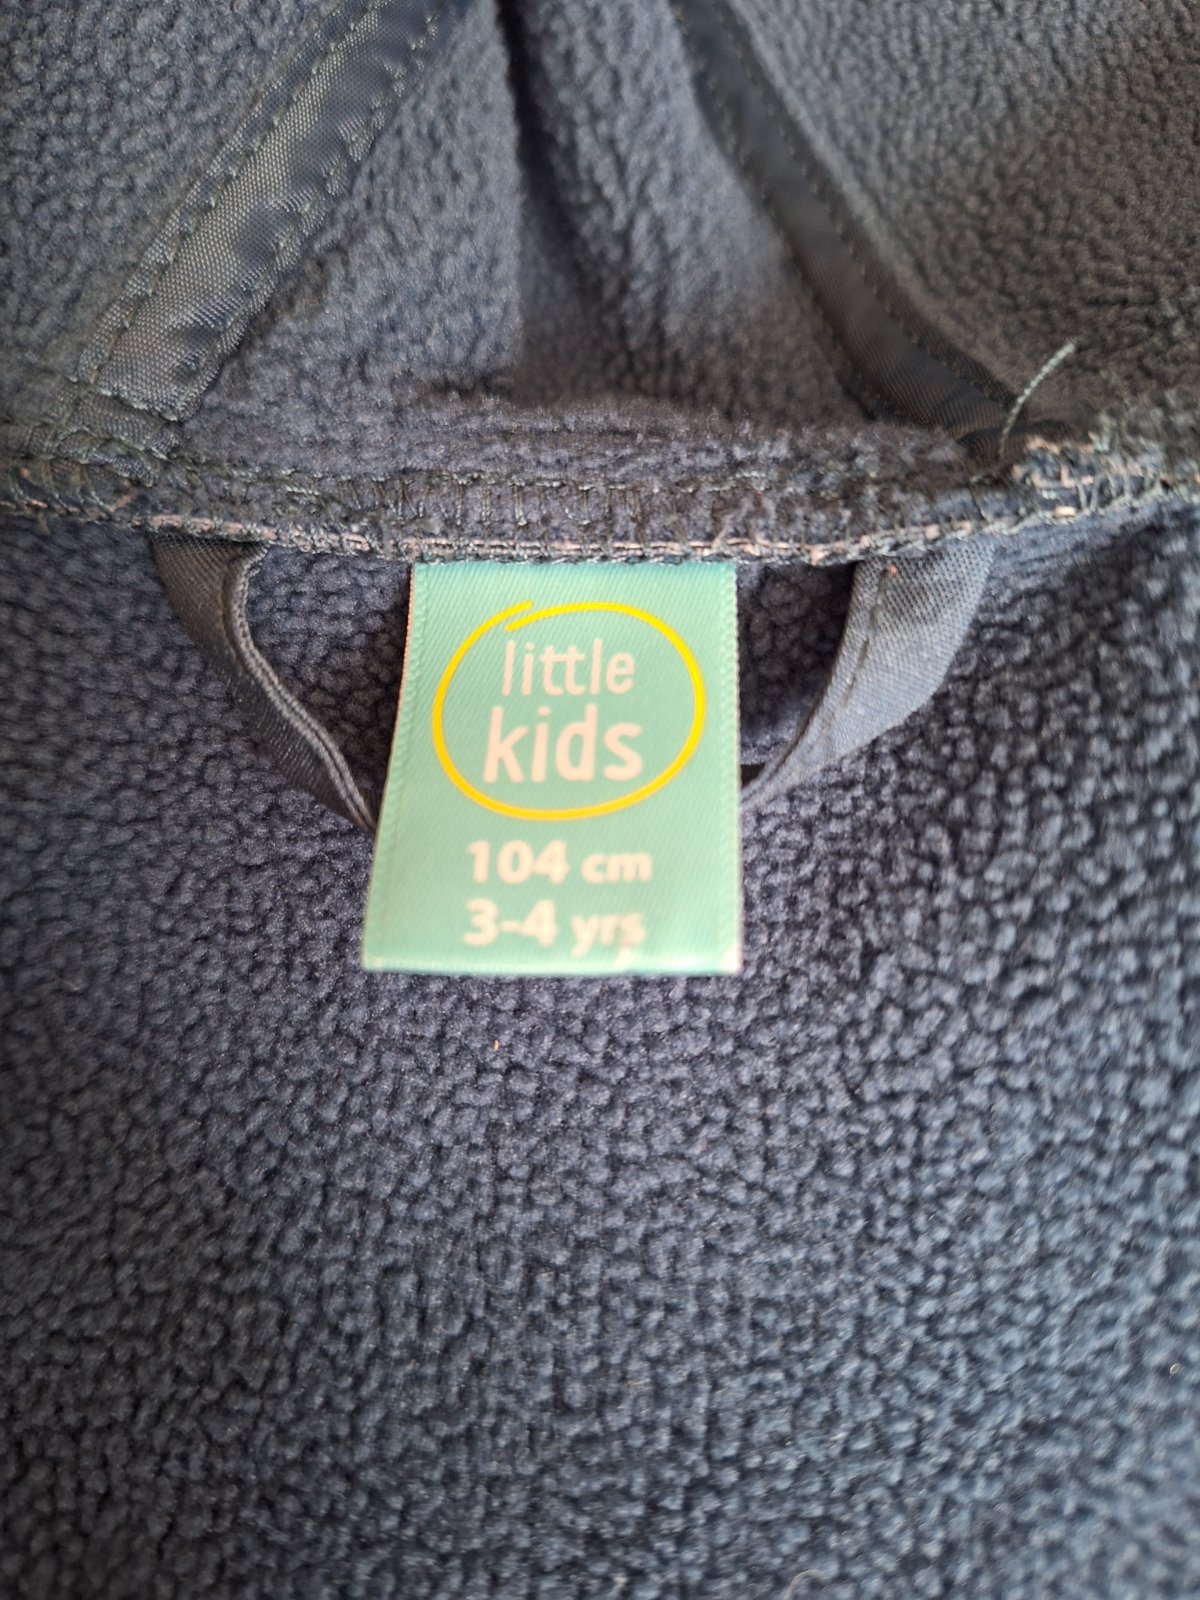 little
kids
104 cm
3-4 yrs